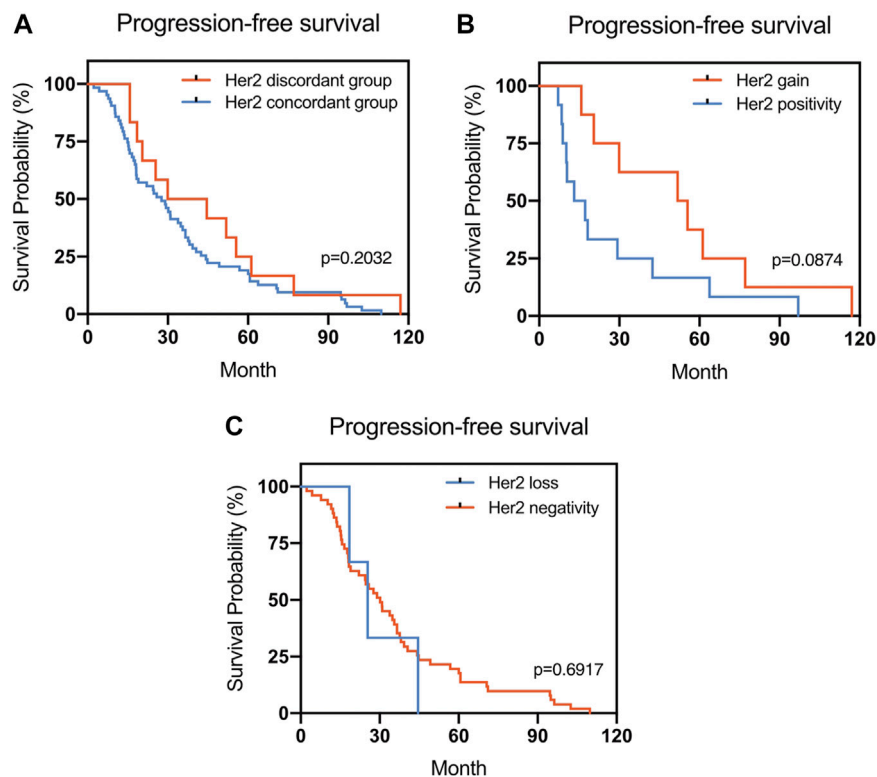 A
Progression-free survival
Survival Probability (%)
100
75
50
25
0
Her2 discordant group
Her2 concordant group
p=0.2032
0 30 60 90 120
Month
B
Progression-free survival
Survival Probability (%)
100
75
50
25
0
Her2 gain
Her2 positivity
p=0.0874
0 30 60 90 120
Month
C
Progression-free survival
Survival Probability (%)
100
75
50
25
0
Her2 loss
Her2 negativity
p=0.6917
0 30 60 90 120
Month